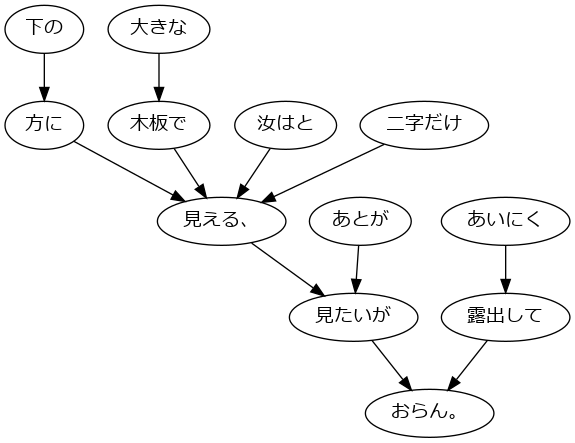 下の 大きな
方に 木板で 汝はと 二字だけ
見える、 あとが あいにく
見たいが 露出して
おらん。